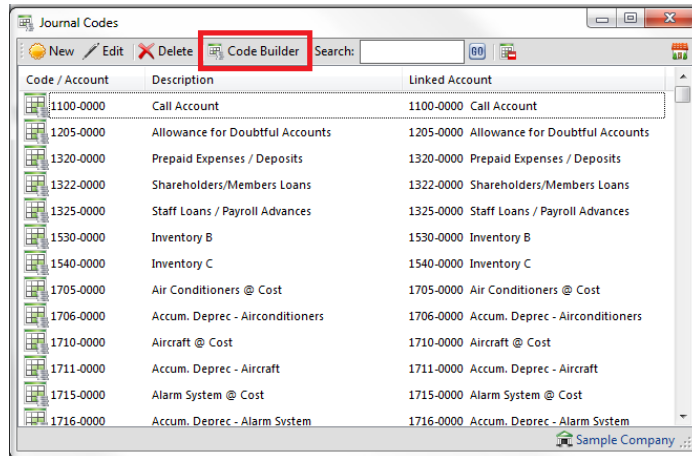 Journal Codes
New Edit Delete Code Builder Search: GO
Code / Account Description Linked Account
1100-0000 Call Account 1100-0000 Call Account
1205-0000 Allowance for Doubtful Accounts 1205-0000 Allowance for Doubtful Accounts
1320-0000 Prepaid Expenses / Deposits 1320-0000 Prepaid Expenses / Deposits
1322-0000 Shareholders/Members Loans 1322-0000 Shareholders/Members Loans
1325-0000 Staff Loans / Payroll Advances 1325-0000 Staff Loans / Payroll Advances
1530-0000 Inventory B 1530-0000 Inventory B
1540-0000 Inventory C 1540-0000 Inventory C
1705-0000 Air Conditioners @ Cost 1705-0000 Air Conditioners @ Cost
1706-0000 Accum. Deprec - Airconditioners 1706-0000 Accum. Deprec - Airconditioners
1710-0000 Aircraft @ Cost 1710-0000 Aircraft @ Cost
1711-0000 Accum. Deprec - Aircraft 1711-0000 Accum. Deprec - Aircraft
1715-0000 Alarm System @ Cost 1715-0000 Alarm System @ Cost
1716-0000 Accum. Deprec - Alarm System 1716-0000 Accum. Deprec - Alarm System
Sample Company